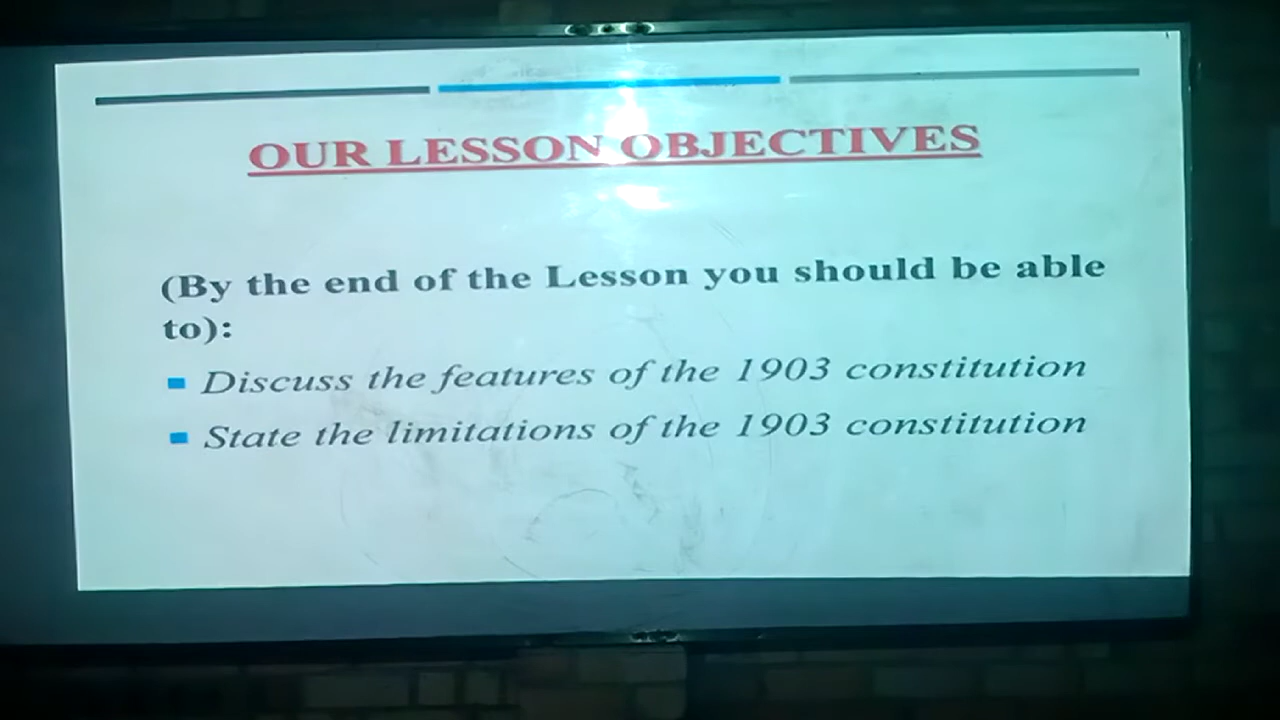 OUR LESSON OBJECTIVES
(By the end of the Lesson you should be able
to):
Discuss the features of the 1903 constitution
State the limitations of the 1903 constitution